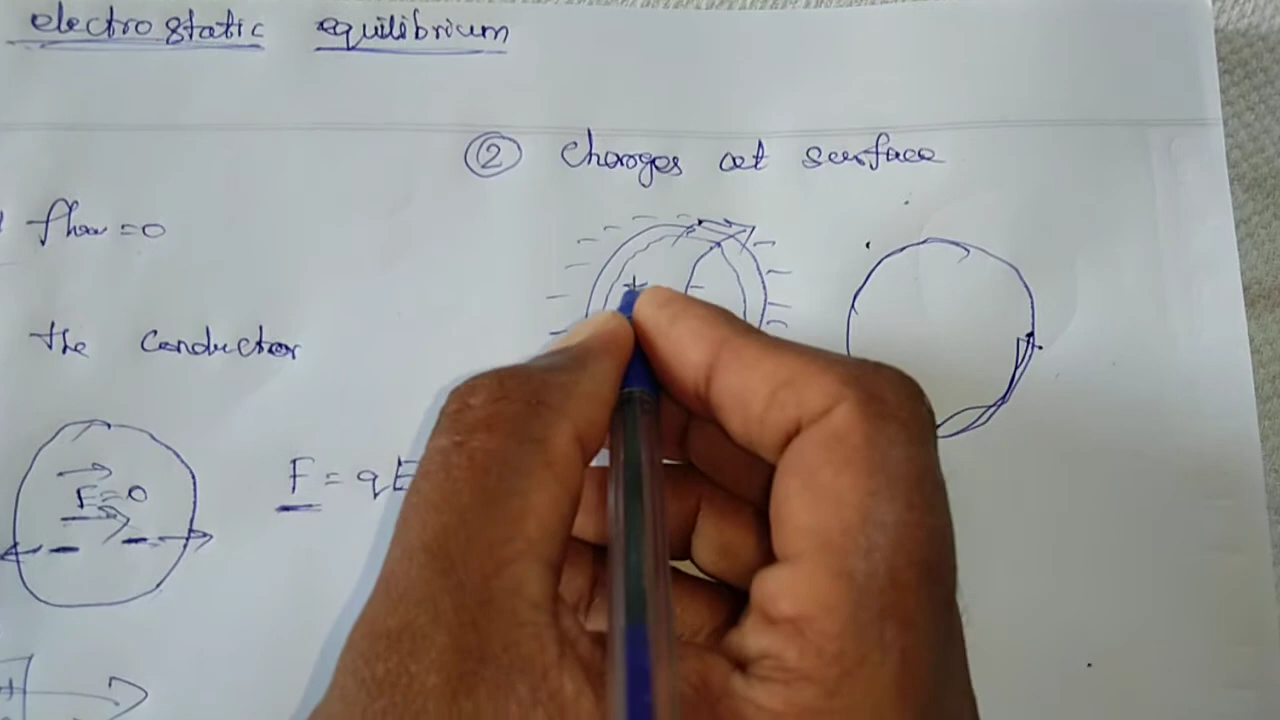 electrostatic equilibrium
② Charges at surface
flow = 0
the conductor
E = 0
F = qE